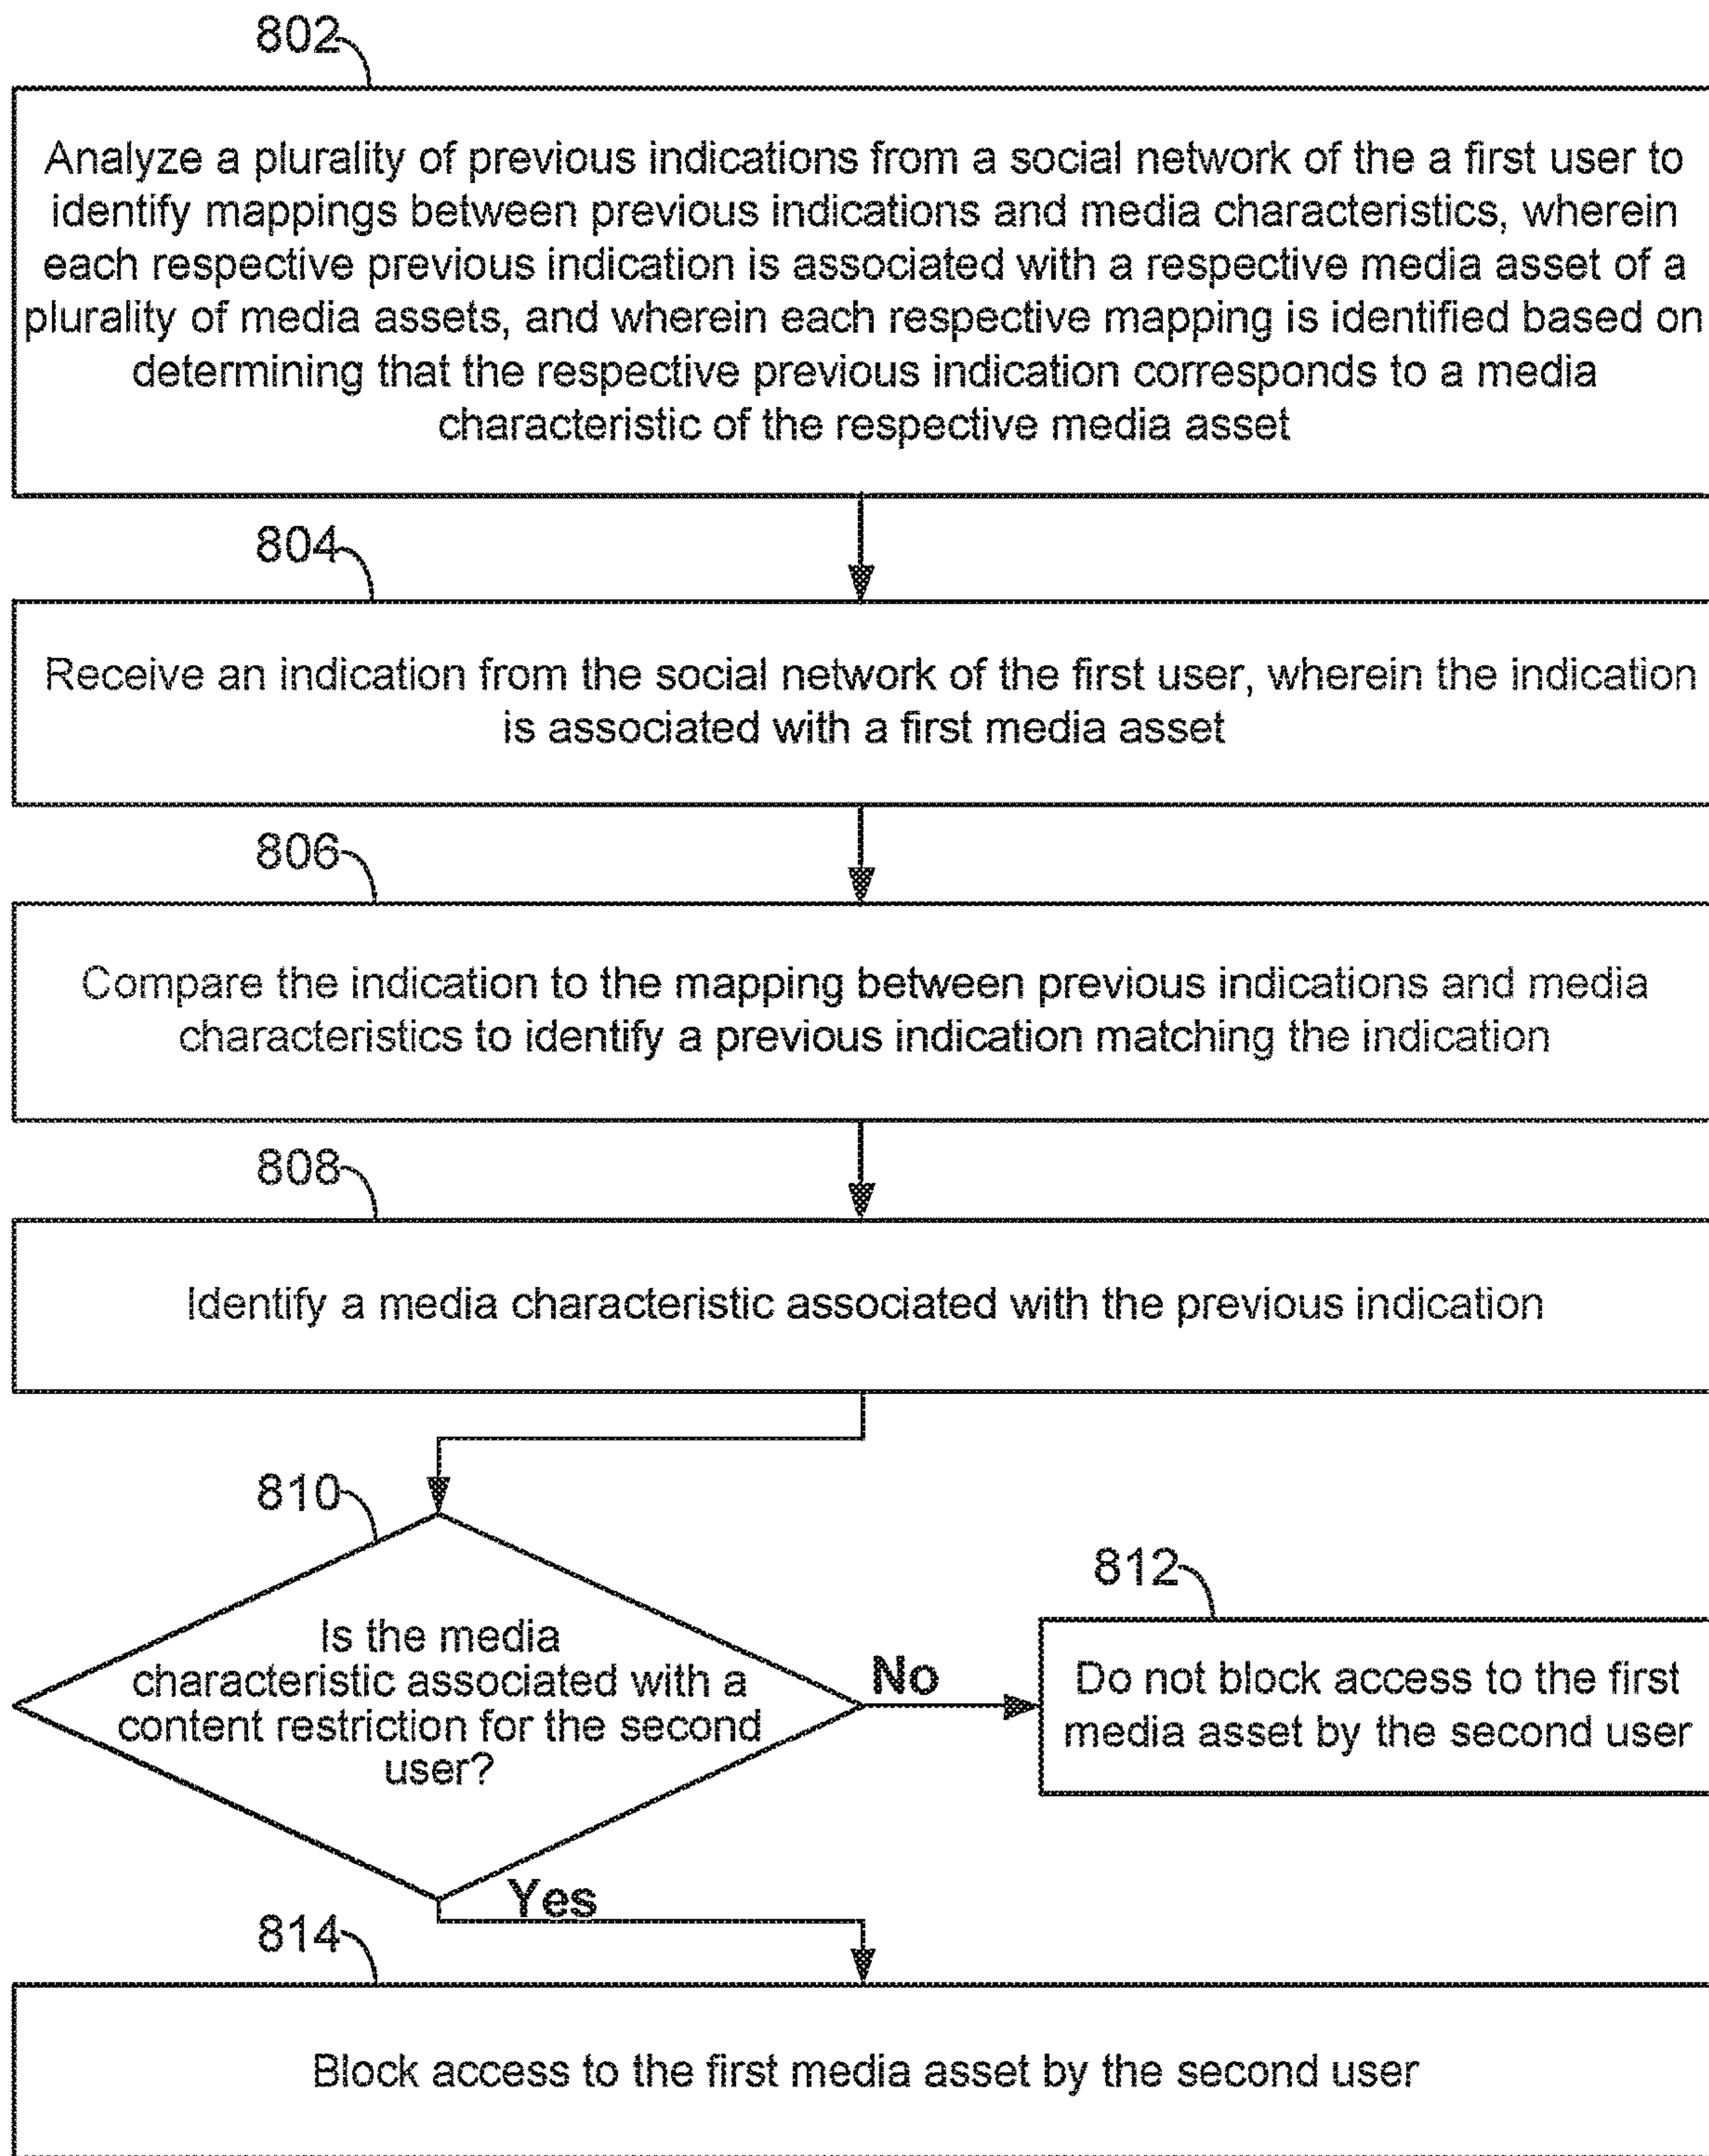 802
Analyze a plurality of previous indications from a social network of the a first user to
identify mappings between previous indications and media characteristics, wherein
each respective previous indication is associated with a respective media asset of a
plurality of media assets, and wherein each respective mapping is identified based on
determining that the respective previous indication corresponds to a media
characteristic of the respective media asset
804
Receive an indication from the social network of the first user, wherein the indication
is associated with a first media asset
806
Compare the indication to the mapping between previous indications and media
characteristics to identify a previous indication matching the indication
808
Identify a media characteristic associated with the previous indication
810
Is the media
characteristic associated with a
content restriction for the second
user?
No
812
Do not block access to the first
media asset by the second user
Yes
814
Block access to the first media asset by the second user